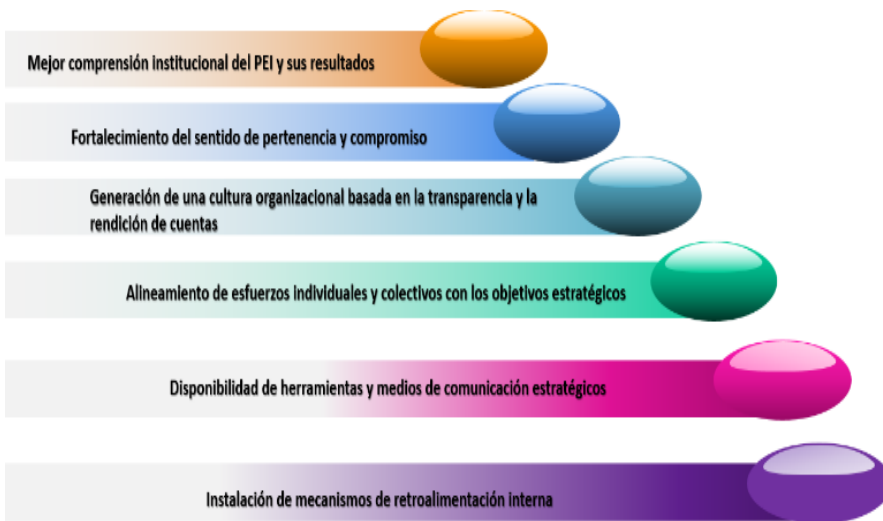 Mejor comprensión institucional del PEI y sus resultados
Fortalecimiento del sentido de pertenencia y compromiso
Generación de una cultura organizacional basada en la transparencia y la
rendición de cuentas
Alineamiento de esfuerzos individuales y colectivos con los objetivos estratégicos
Disponibilidad de herramientas y medios de comunicación estratégicos
Instalación de mecanismos de retroalimentación interna